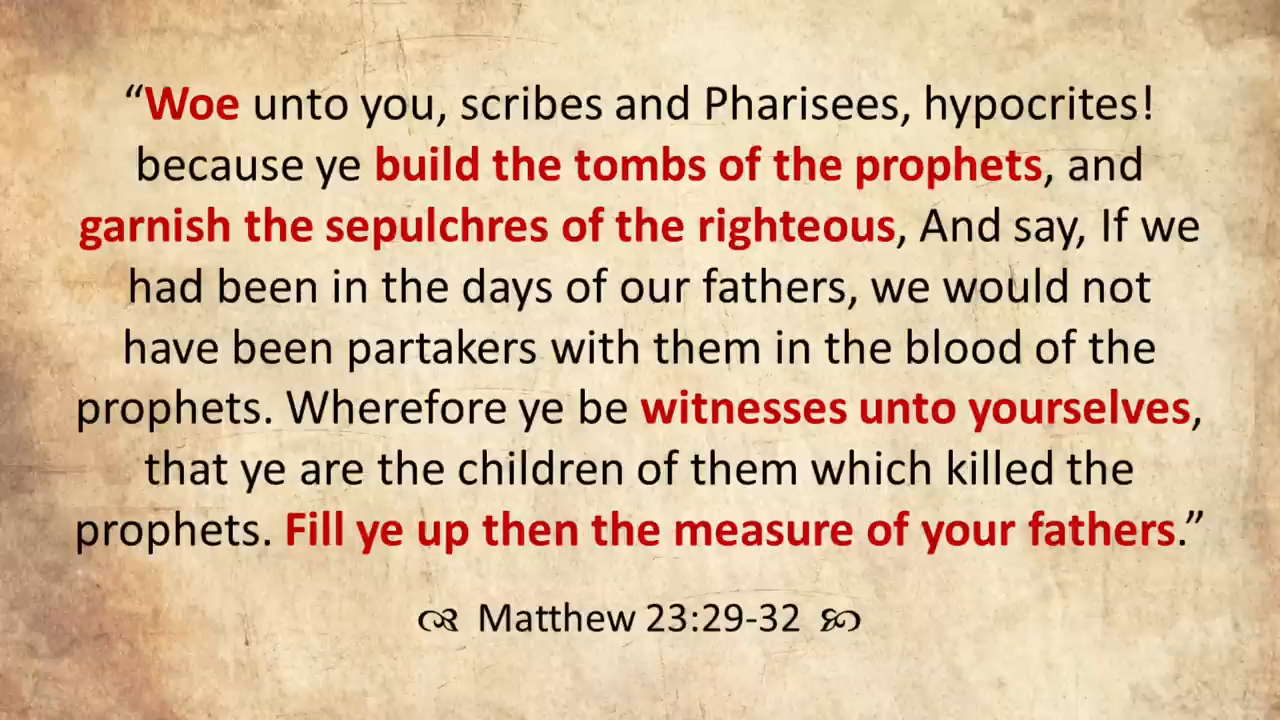 “Woe unto you, scribes and Pharisees, hypocrites!
because ye build the tombs of the prophets, and
garnish the sepulchres of the righteous, And say, If we
had been in the days of our fathers, we would not
have been partakers with them in the blood of the
prophets. Wherefore ye be witnesses unto yourselves,
that ye are the children of them which killed the
prophets. Fill ye up then the measure of your fathers.”
Matthew 23:29-32